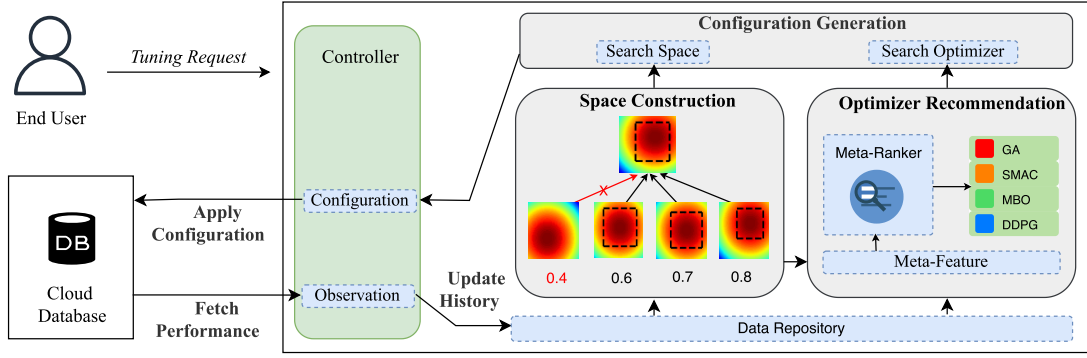 End User
Tuning Request
Controller
Configuration Generation
Search Space
Search Optimizer
Space Construction
X
0.4
0.6
0.7
0.8
Optimizer Recommendation
Meta-Ranker
GA
SMAC
MBO
DDPG
Meta-Feature
Configuration
Apply
Configuration
DB
Cloud
Database
Fetch
Performance
Observation
Update
History
Data Repository